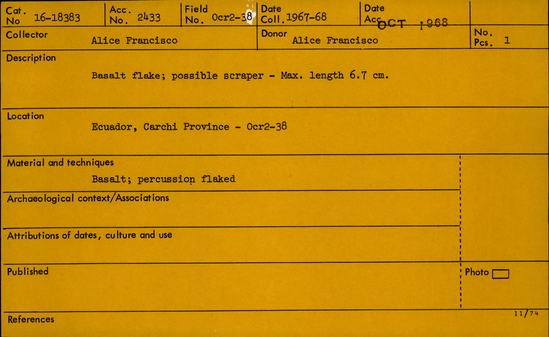 Cat. No 16-18383 Acc. No. 2433 Field No. Ocr2-38 Date Coll. 1967-68 Date Acc. OCT 1968
Collector Alice Francisco Donor Alice Francisco No. Pcs. 1
Description
Basalt flake; possible scraper - Max. length 6.7 cm.
Location
Ecuador, Carchi Province - Ocr2-38
Material and techniques
Basalt; percussion flaked
Archaeological context/Associations
Attributions of dates, culture and use
Published Photo
11/74
References